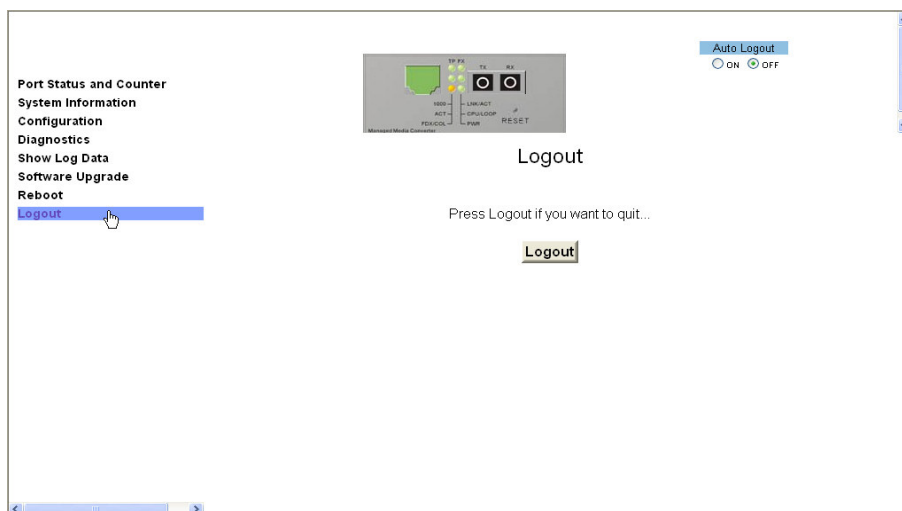 Auto Logout
ON OFF
TP FX
TX RX
1000 LNK/ACT
ACT CPU/LOOP
FDX/COL PWR
RESET
Managed Media Converter
Port Status and Counter
System Information
Configuration
Diagnostics
Show Log Data
Software Upgrade
Reboot
Logout
Logout
Press Logout if you want to quit...
Logout